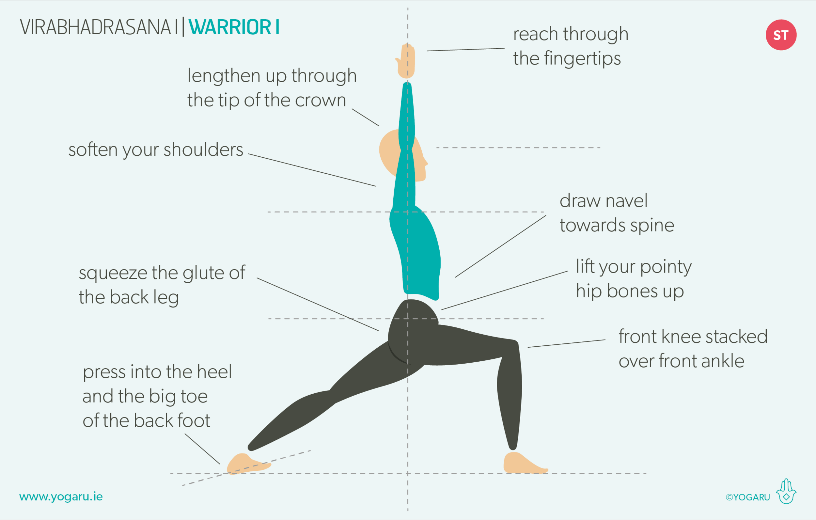 VIRABHADRASANA I | WARRIOR I
ST
reach through
the fingertips
lengthen up through
the tip of the crown
soften your shoulders
draw navel
towards spine
squeeze the glute of
the back leg
lift your pointy
hip bones up
front knee stacked
over front ankle
press into the heel
and the big toe
of the back foot
www.yogaru.ie
©YOGARU